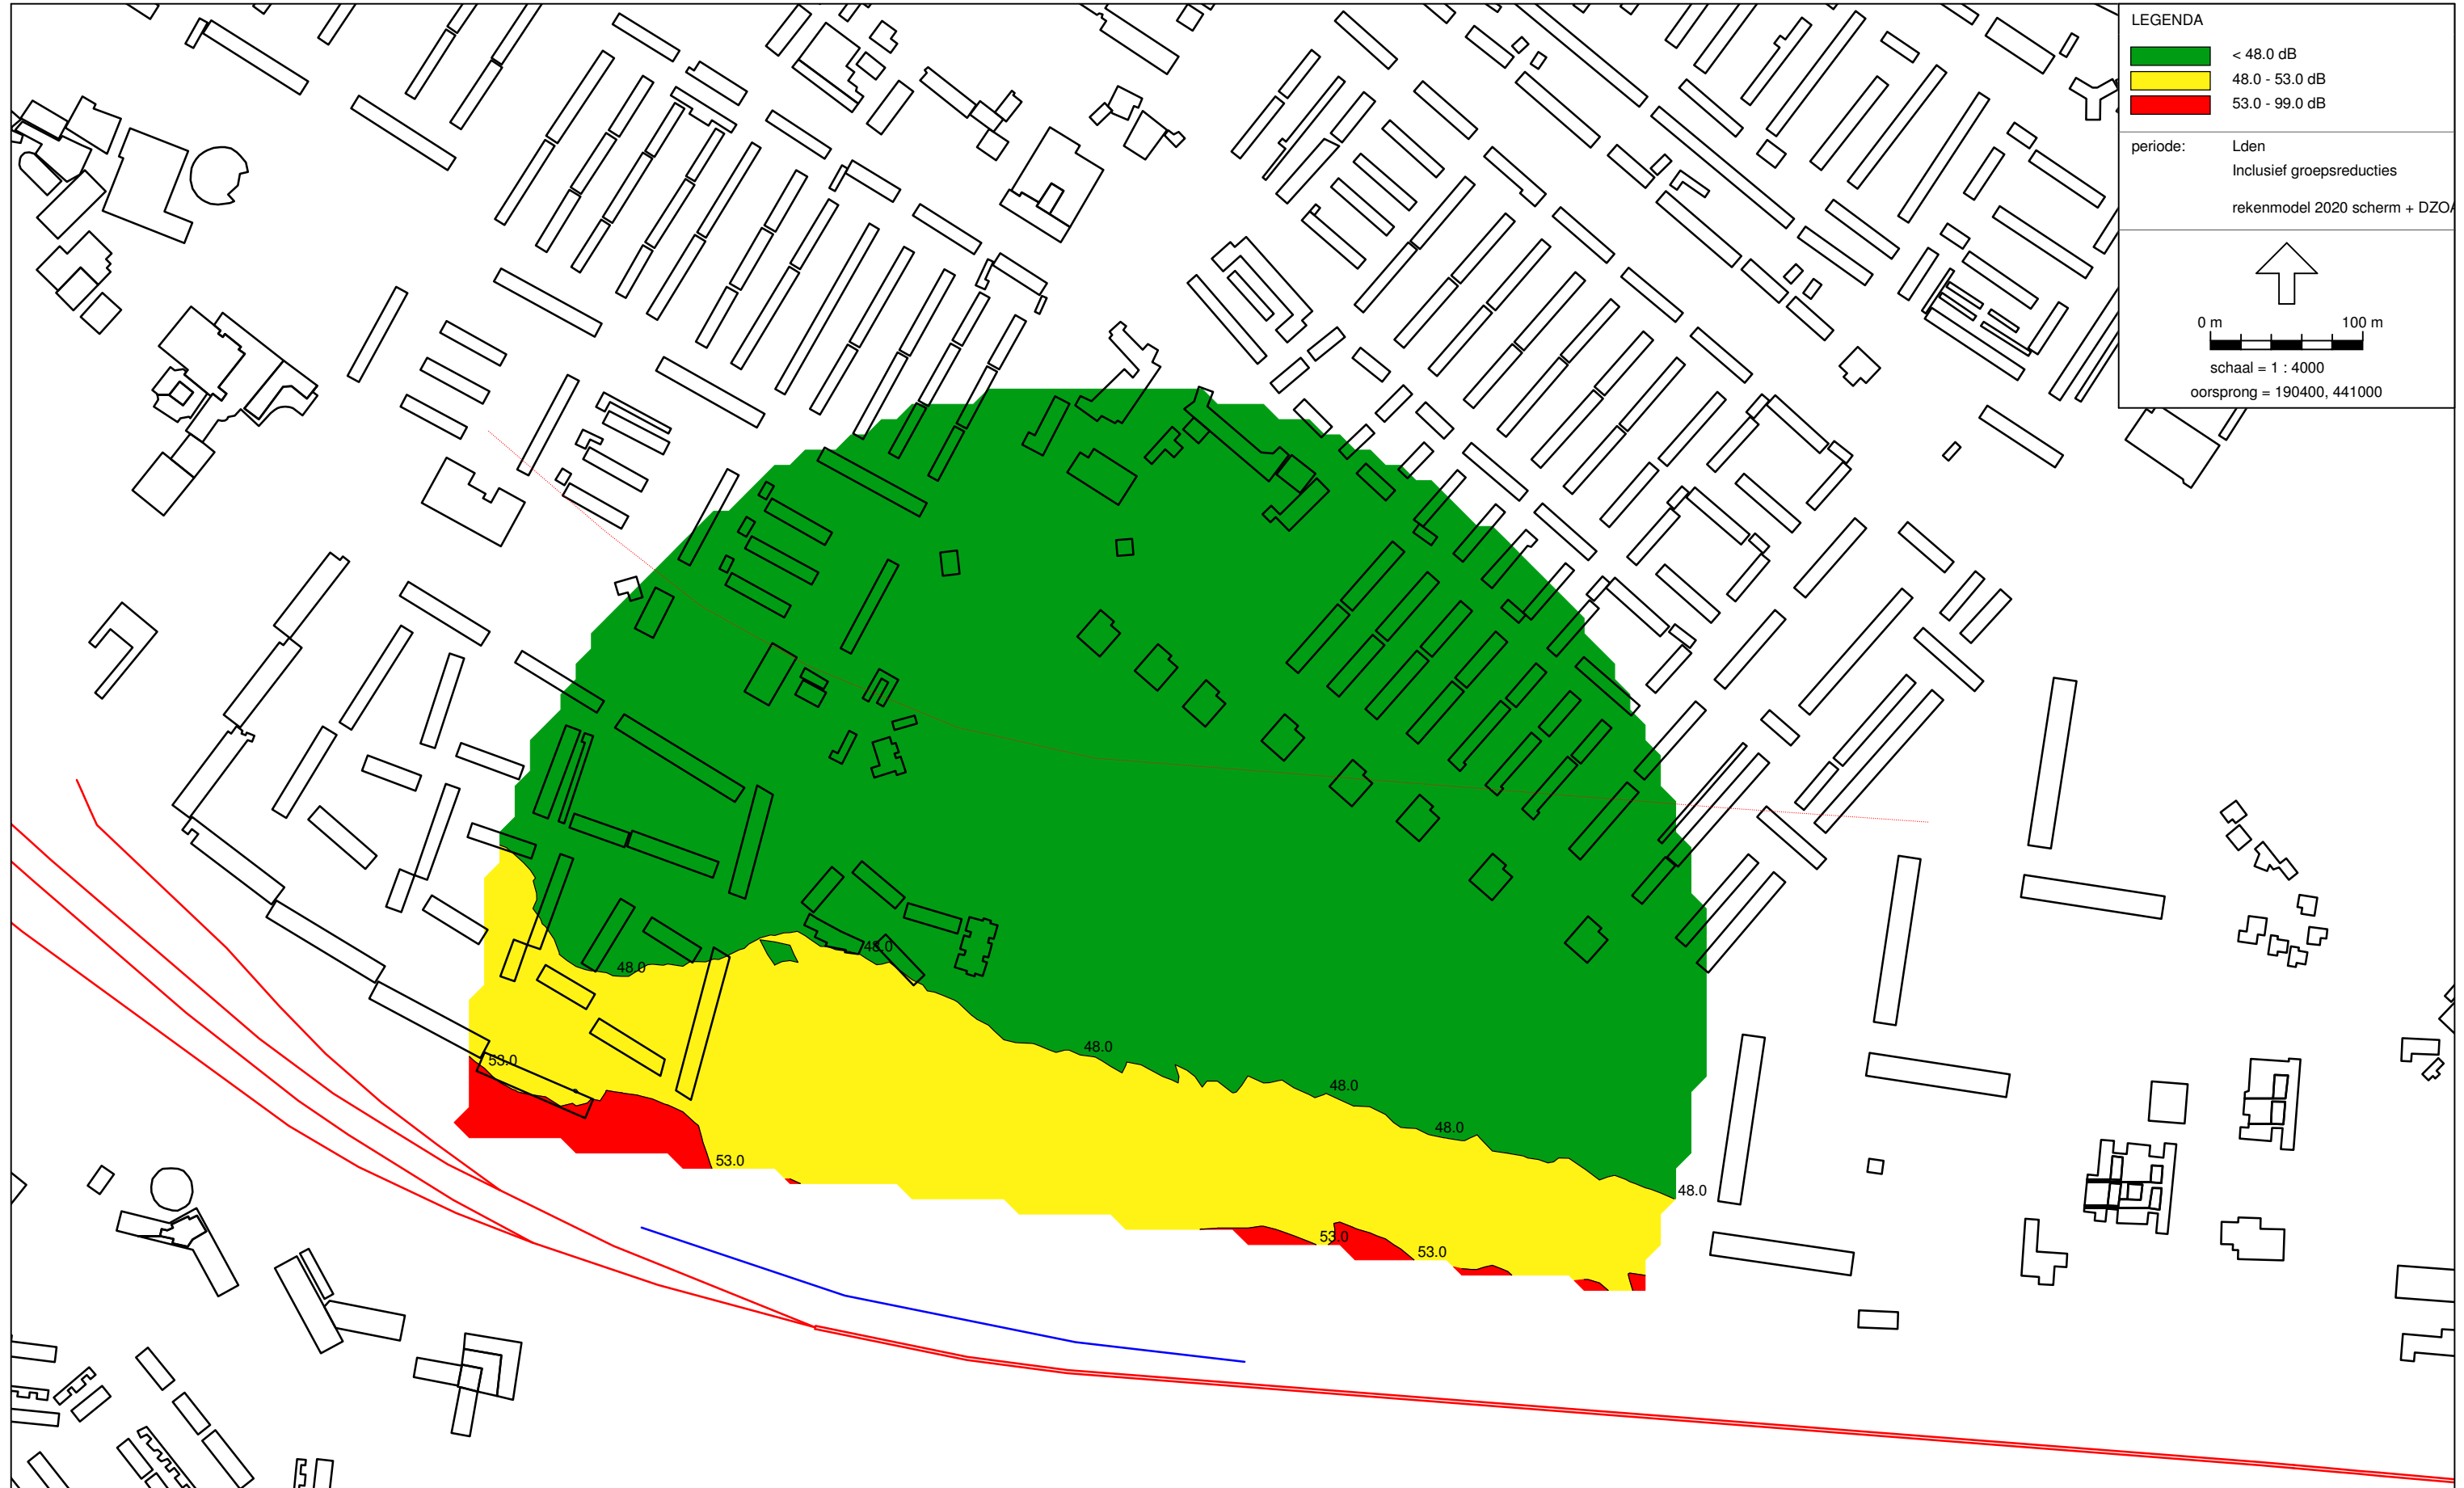 LEGENDA
< 48.0 dB
48.0 - 53.0 dB
53.0 - 99.0 dB
periode: Lden
Inclusief groepsreducties
rekenmodel 2020 scherm + DZOA
0 m 100 m
schaal = 1 : 4000
oorsprong = 190400, 441000
48.0
48.0
48.0
53.0
48.0
48.0
53.0
48.0
53.0
53.0